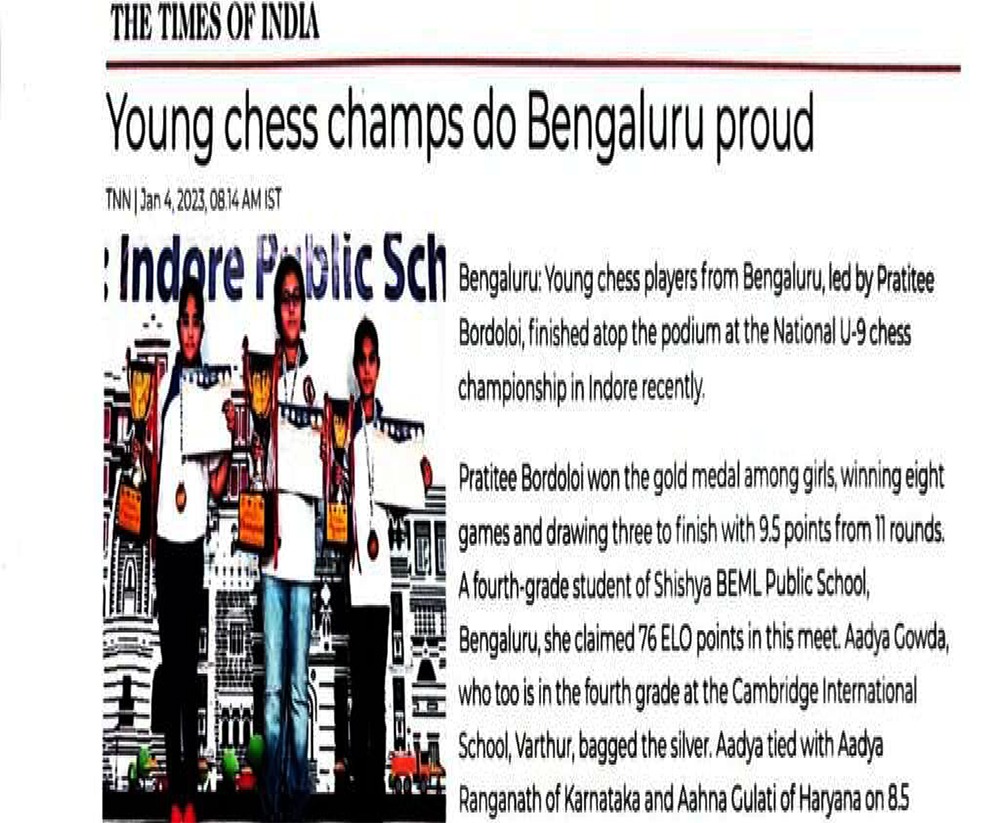 THE TIMES OF INDIA
Young chess champs do Bengaluru proud
TNN | Jan 4, 2023, 08.14 AM IST
: Indore Public Sch
Bengaluru: Young chess players from Bengaluru, led by Pratitee
Bordoloi, finished atop the podium at the National U-9 chess
championship in Indore recently.
Pratitee Bordoloi won the gold medal among girls, winning eight
games and drawing three to finish with 9.5 points from 11 rounds.
A fourth-grade student of Shishya BEML Public School,
Bengaluru, she claimed 76 ELO points in this meet. Aadya Gowda,
who too is in the fourth grade at the Cambridge International
School, Varthur, bagged the silver. Aadya tied with Aadya
Ranganath of Karnataka and Aahna Gulati of Haryana on 8.5